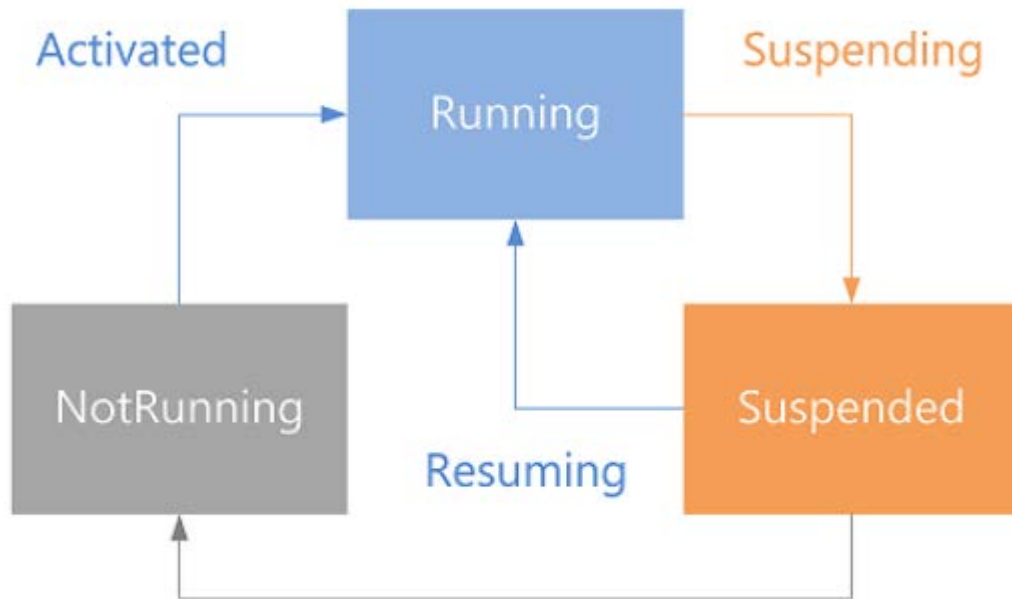 Activated
Suspending
Running
NotRunning
Suspended
Resuming